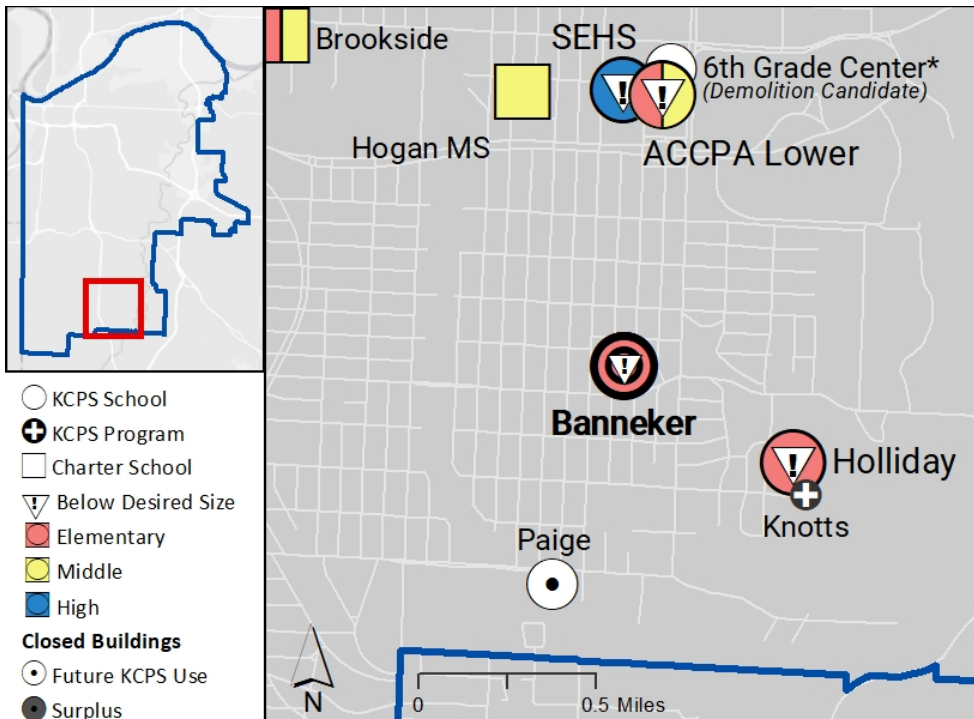 Brookside
SEHS
6th Grade Center*
(Demolition Candidate)
Hogan MS
ACCPA Lower
Banneker
Holliday
Knotts
Paige
KCPS School
KCPS Program
Charter School
Below Desired Size
Elementary
Middle
High
Closed Buildings
Future KCPS Use
Surplus
N
0
0.5 Miles